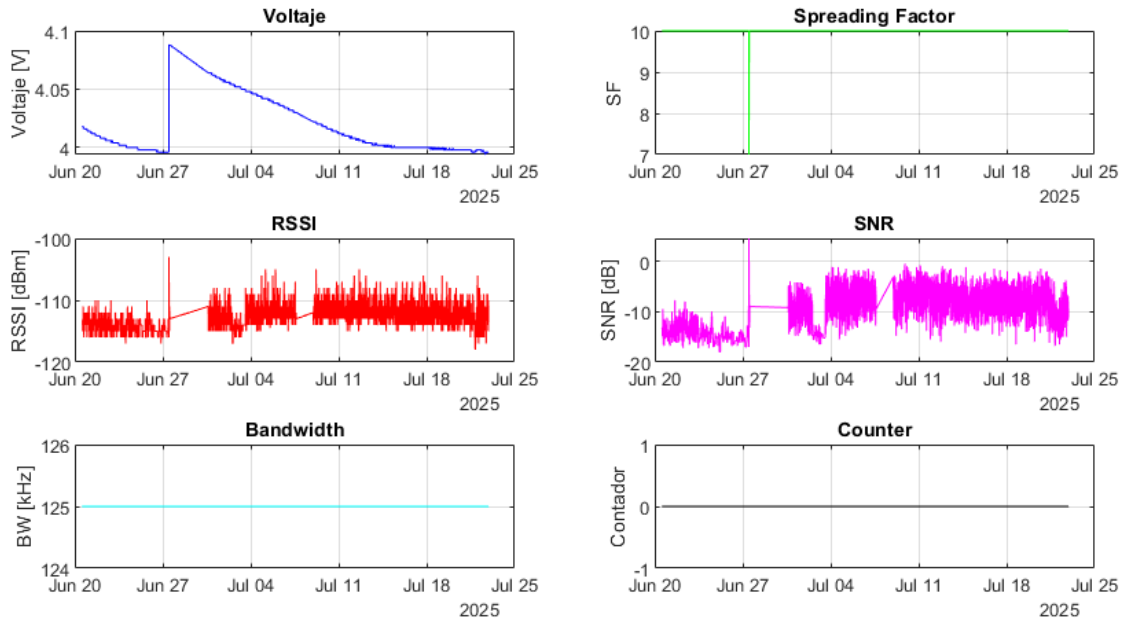 Voltaje
4.1
4.05
4
Voltaje [V]
Jun 20 Jun 27 Jul 04 Jul 11 Jul 18 Jul 25
2025
Spreading Factor
10
9
8
7
SF
Jun 20 Jun 27 Jul 04 Jul 11 Jul 18 Jul 25
2025
RSSI
-100
-110
-120
RSSI [dBm]
Jun 20 Jun 27 Jul 04 Jul 11 Jul 18 Jul 25
2025
SNR
0
-10
-20
SNR [dB]
Jun 20 Jun 27 Jul 04 Jul 11 Jul 18 Jul 25
2025
Bandwidth
126
125
124
BW [kHz]
Jun 20 Jun 27 Jul 04 Jul 11 Jul 18 Jul 25
2025
Counter
1
0
-1
Contador
Jun 20 Jun 27 Jul 04 Jul 11 Jul 18 Jul 25
2025